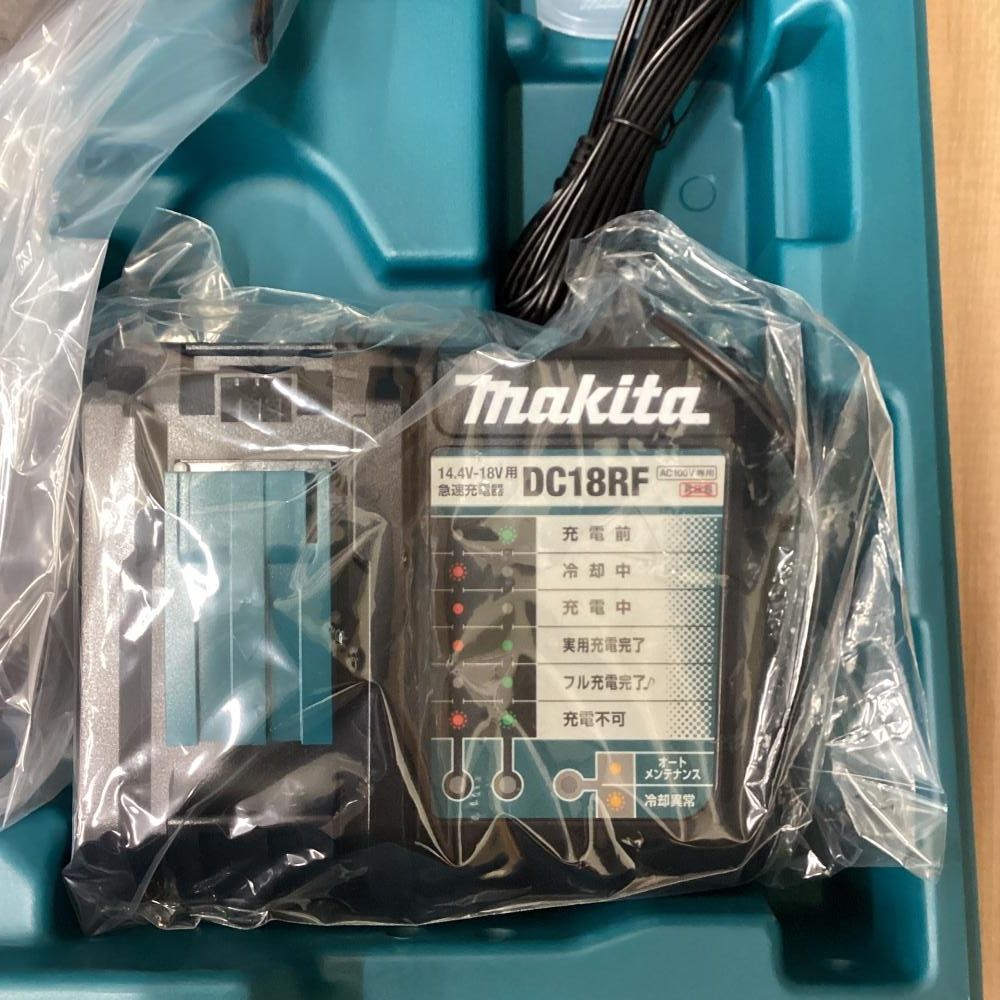 makita
14.4V-18V用
急速充電器
DC18RF
AC100V専用
充電前
冷却中
充電中
実用充電完了
フル充電完了♪
充電不可
オート
メンテナンス
冷却異常